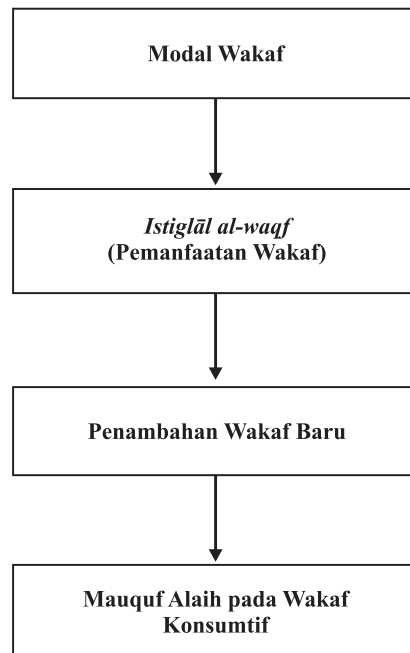 Modal Wakaf
Istiglāl al-waqf
(Pemanfaatan Wakaf)
Penambahan Wakaf Baru
Mauquf Alaih pada Wakaf
Konsumtif